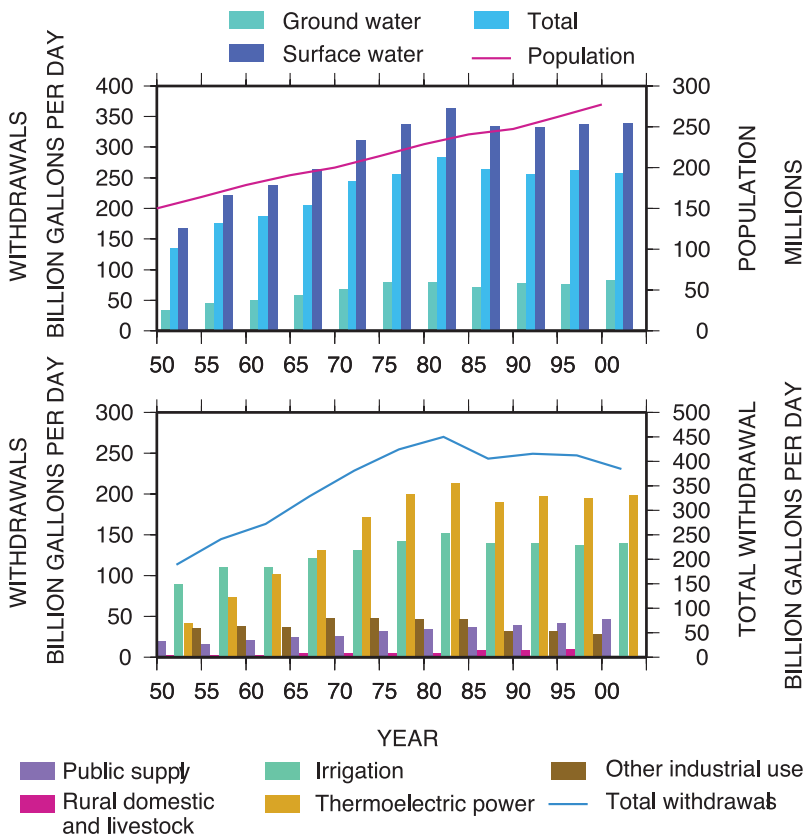 Ground water
Total
Surface water
Population
WITHDRAWALS
BILLION GALLONS PER DAY
400
350
300
250
200
150
100
50
0
300
250
200
150
100
50
0
POPULATION
MILLIONS
50 55 60 65 70 75 80 85 90 95 00
WITHDRAWALS
BILLION GALLONS PER DAY
300
250
200
150
100
50
0
500
450
400
350
300
250
200
150
100
50
0
TOTAL WITHDRAWAL
BILLION GALLONS PER DAY
50 55 60 65 70 75 80 85 90 95 00
YEAR
Public supply
Irrigation
Other industrial use
Rural domestic
and livestock
Thermoelectric power
Total withdrawals